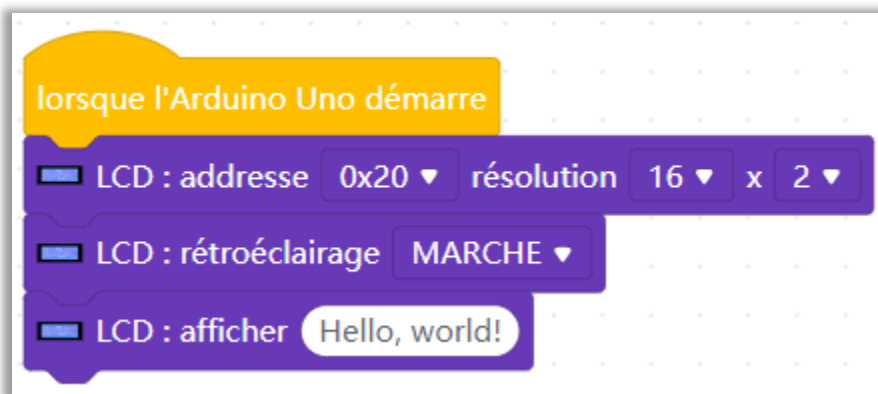 lorsque l'Arduino Uno démarre
LCD : addresse 0x20 résolution 16 x 2
LCD : rétroéclairage MARCHE
LCD : afficher Hello, world!